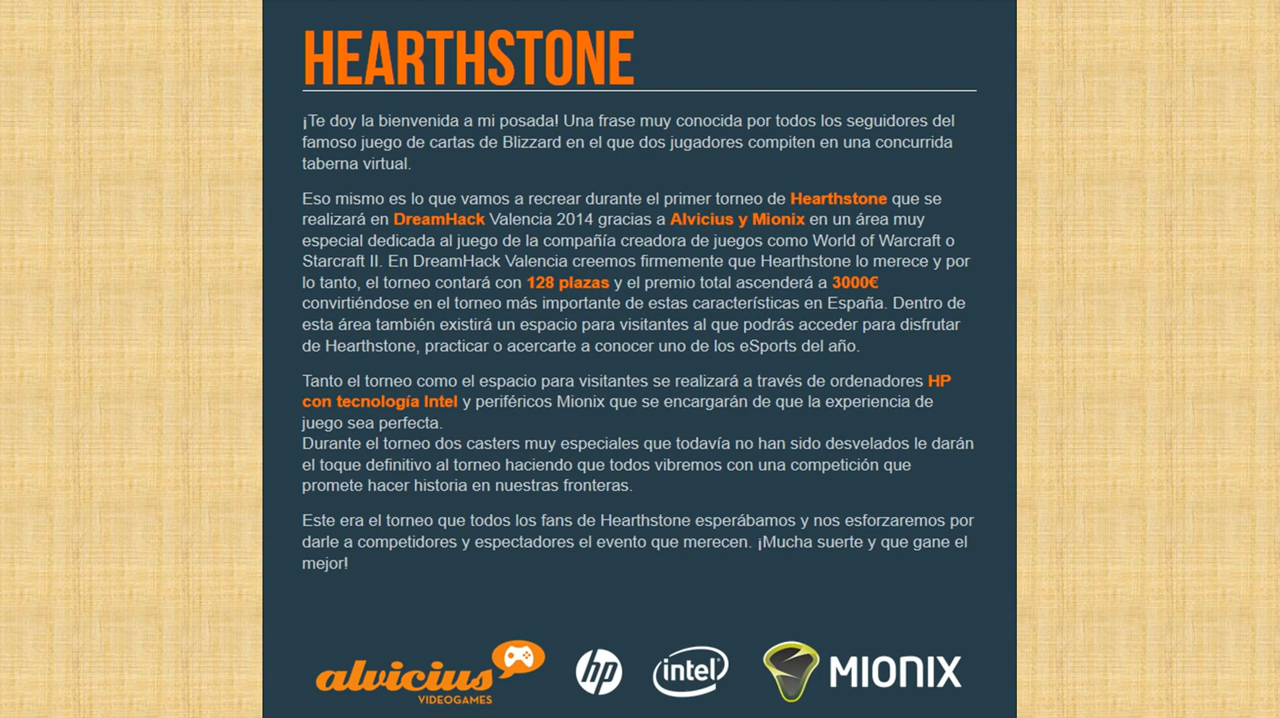 HEARTHSTONE
¡Te doy la bienvenida a mi posada! Una frase muy conocida por todos los seguidores del
famoso juego de cartas de Blizzard en el que dos jugadores compiten en una concurrida
taberna virtual.
Eso mismo es lo que vamos a recrear durante el primer torneo de Hearthstone que se
realizará en DreamHack Valencia 2014 gracias a Alvicius y Mionix en un área muy
especial dedicada al juego de la compañía creadora de juegos como World of Warcraft o
Starcraft II. En DreamHack Valencia creemos firmemente que Hearthstone lo merece y por
lo tanto, el torneo contará con 128 plazas y el premio total ascenderá a 3000€
convirtiéndose en el torneo más importante de estas características en España. Dentro de
esta área también existirá un espacio para visitantes al que podrás acceder para disfrutar
de Hearthstone, practicar o acercarte a conocer uno de los eSports del año.
Tanto el torneo como el espacio para visitantes se realizará a través de ordenadores HP
con tecnología Intel y periféricos Mionix que se encargarán de que la experiencia de
juego sea perfecta.
Durante el torneo dos casters muy especiales que todavía no han sido desvelados le darán
el toque definitivo al torneo haciendo que todos vibremos con una competición que
promete hacer historia en nuestras fronteras.
Este era el torneo que todos los fans de Hearthstone esperábamos y nos esforzaremos por
darle a competidores y espectadores el evento que merecen. ¡Mucha suerte y que gane el
mejor!
alvicius VIDEOGAMES hp intel MIONIX